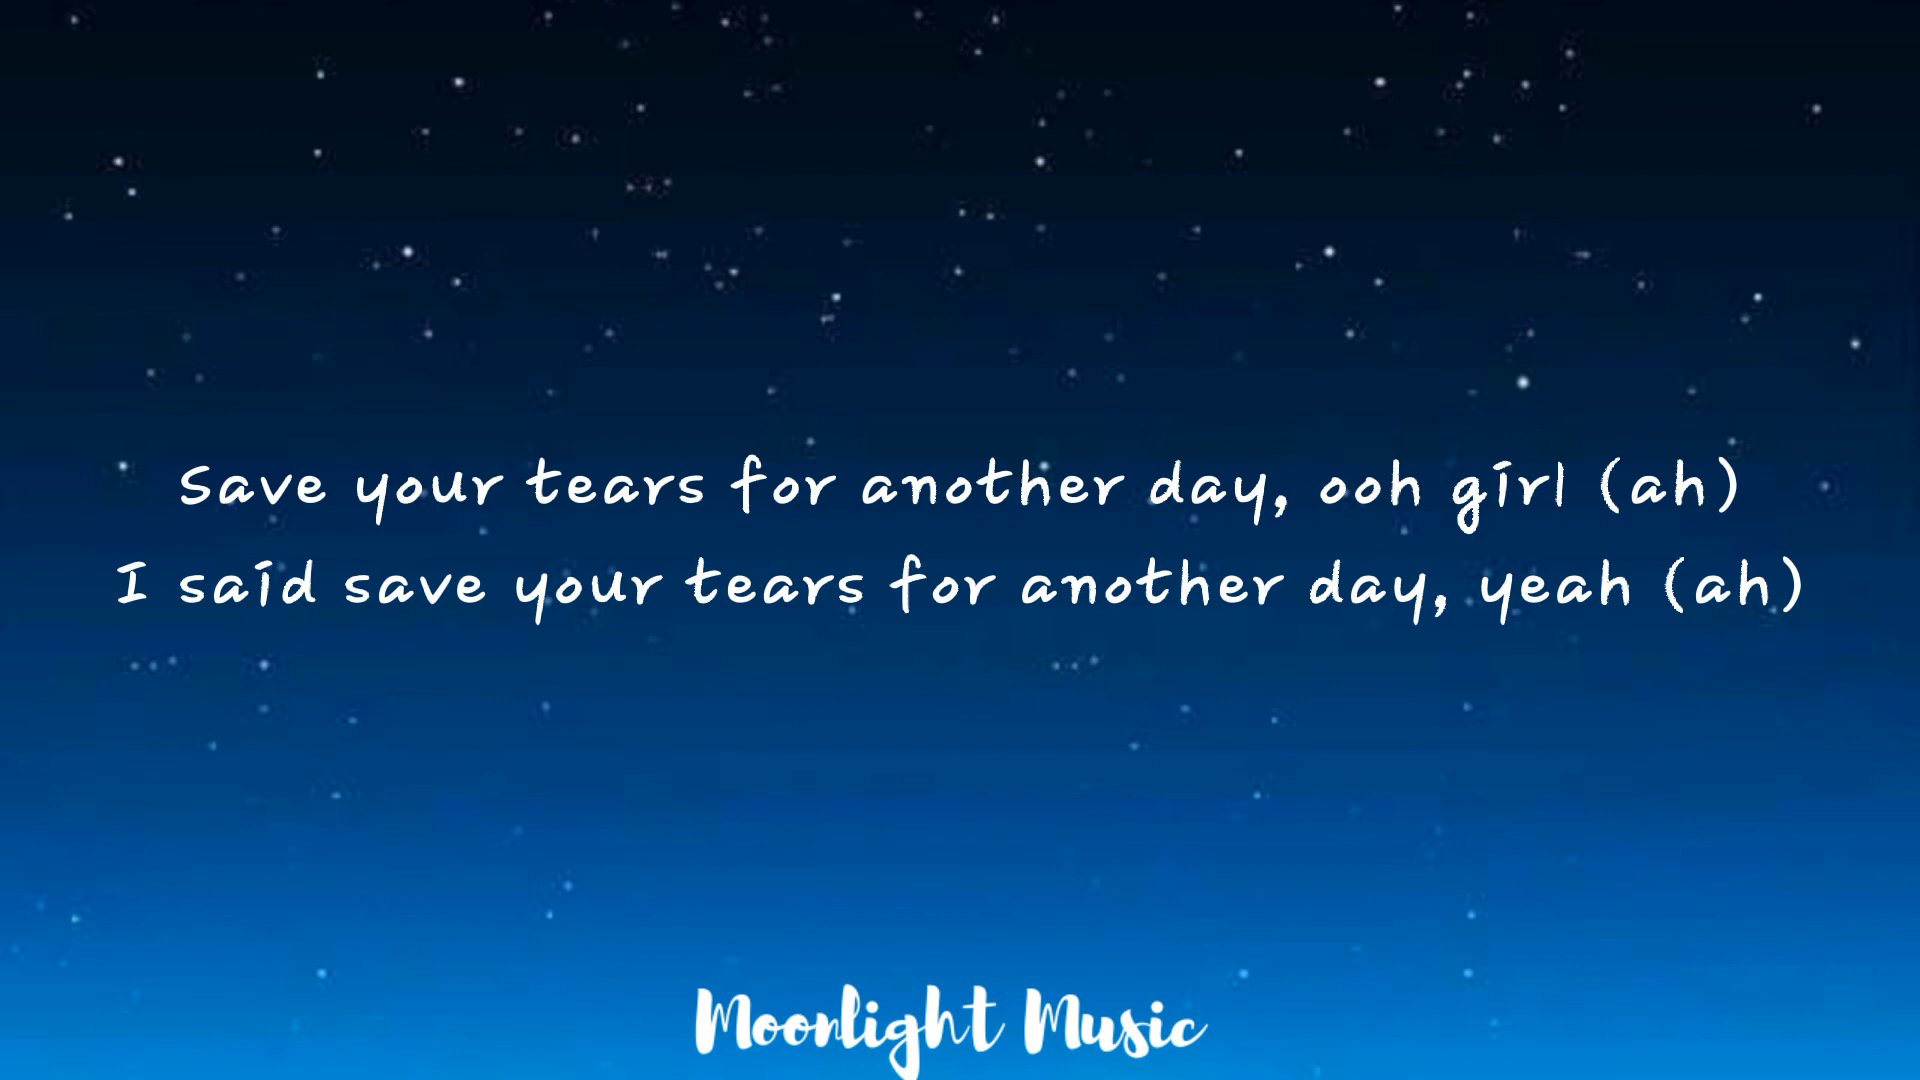 Save your tears for another day, ooh girl (ah)
I said save your tears for another day, yeah (ah)
Moonlight Music